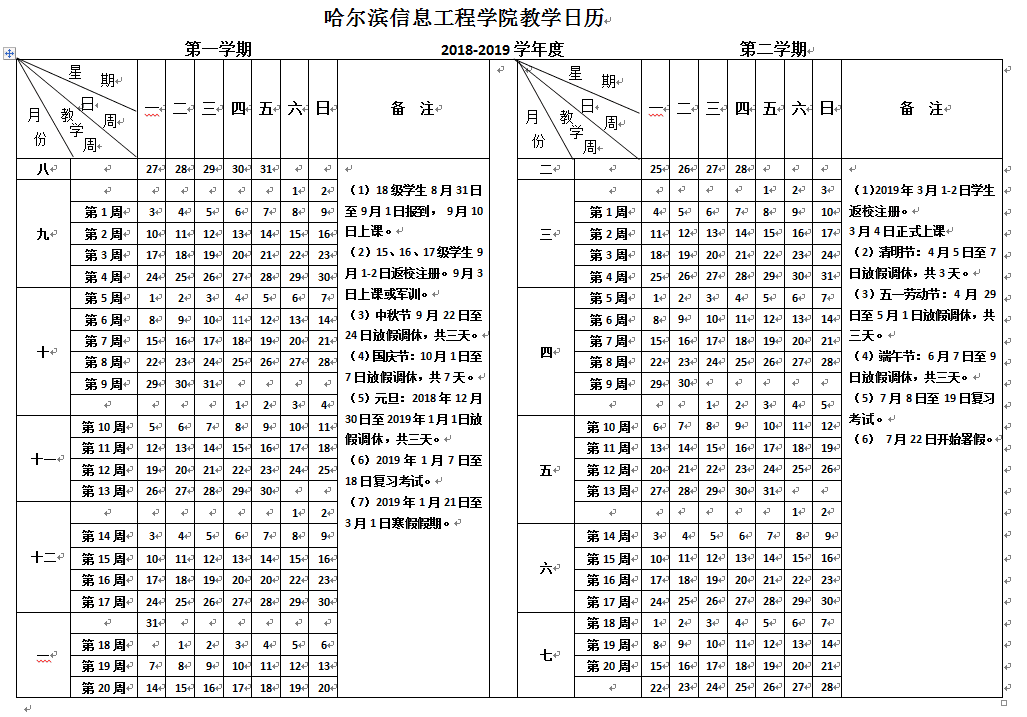 哈尔滨信息工程学院教学日历
第一学期 2018-2019 学年度 第二学期
星期
日周
教学周
月份
一 二 三 四 五 六 日 备 注
八 27 28 29 30 31
九
1 2
第 1 周 3 4 5 6 7 8 9
第 2 周 10 11 12 13 14 15 16
第 3 周 17 18 19 20 21 22 23
第 4 周 24 25 26 27 28 29 30
十
第 5 周 1 2 3 4 5 6 7
第 6 周 8 9 10 11 12 13 14
第 7 周 15 16 17 18 19 20 21
第 8 周 22 23 24 25 26 27 28
第 9 周 29 30 31
1 2 3 4
十一
第 10 周 5 6 7 8 9 10 11
第 11 周 12 13 14 15 16 17 18
第 12 周 19 20 21 22 23 24 25
第 13 周 26 27 28 29 30
十二
1 2
第 14 周 3 4 5 6 7 8 9
第 15 周 10 11 12 13 14 15 16
第 16 周 17 18 19 20 20 22 23
第 17 周 24 25 26 27 28 29 30
一
31
第 18 周 1 2 3 4 5 6
第 19 周 7 8 9 10 11 12 13
第 20 周 14 15 16 17 18 19 20
（1）18 级学生 8 月 31 日
至 9 月 1 日报到， 9 月 10
日上课。
（2）15、16、17 级学生 9
月 1-2 日返校注册。9 月 3
日上课或军训。
（3）中秋节 9 月 22 日至
24 日放假调休，共三天。
（4）国庆节：10 月 1 日至
7 日放假调休，共 7 天。
（5）元旦：2018 年 12 月
30 日至 2019 年 1 月 1 日放
假调休，共三天。
（6）2019 年 1 月 7 日至
18 日复习考试。
（7）2019 年 1 月 21 日至
3 月 1 日寒假假期。
星期
日周
教学周
月份
一 二 三 四 五 六 日 备 注
二 25 26 27 28
三
1 2 3
第 1 周 4 5 6 7 8 9 10
第 2 周 11 12 13 14 15 16 17
第 3 周 18 19 20 21 22 23 24
第 4 周 25 26 27 28 29 30 31
四
第 5 周 1 2 3 4 5 6 7
第 6 周 8 9 10 11 12 13 14
第 7 周 15 16 17 18 19 20 21
第 8 周 22 23 24 25 26 27 28
第 9 周 29 30
1 2 3 4 5
五
第 10 周 6 7 8 9 10 11 12
第 11 周 13 14 15 16 17 18 19
第 12 周 20 21 22 23 24 25 26
第 13 周 27 28 29 30 31
1 2
六
第 14 周 3 4 5 6 7 8 9
第 15 周 10 11 12 13 14 15 16
第 16 周 17 18 19 20 21 22 23
第 17 周 24 25 26 27 28 29 30
七
第 18 周 1 2 3 4 5 6 7
第 19 周 8 9 10 11 12 13 14
第 20 周 15 16 17 18 19 20 21
22 23 24 25 26 27 28
（1）2019 年 3 月 1-2 日学生
返校注册。
3 月 4 日正式上课
（2）清明节：4 月 5 日至 7
日放假调休，共 3 天。
（3）五一劳动节：4 月 29
日至 5 月 1 日放假调休，共
三天。
（4）端午节：6 月 7 日至 9
日放假调休，共三天。
（5）7 月 8 日至 19 日复习
考试。
（6） 7 月 22 日开始暑假。